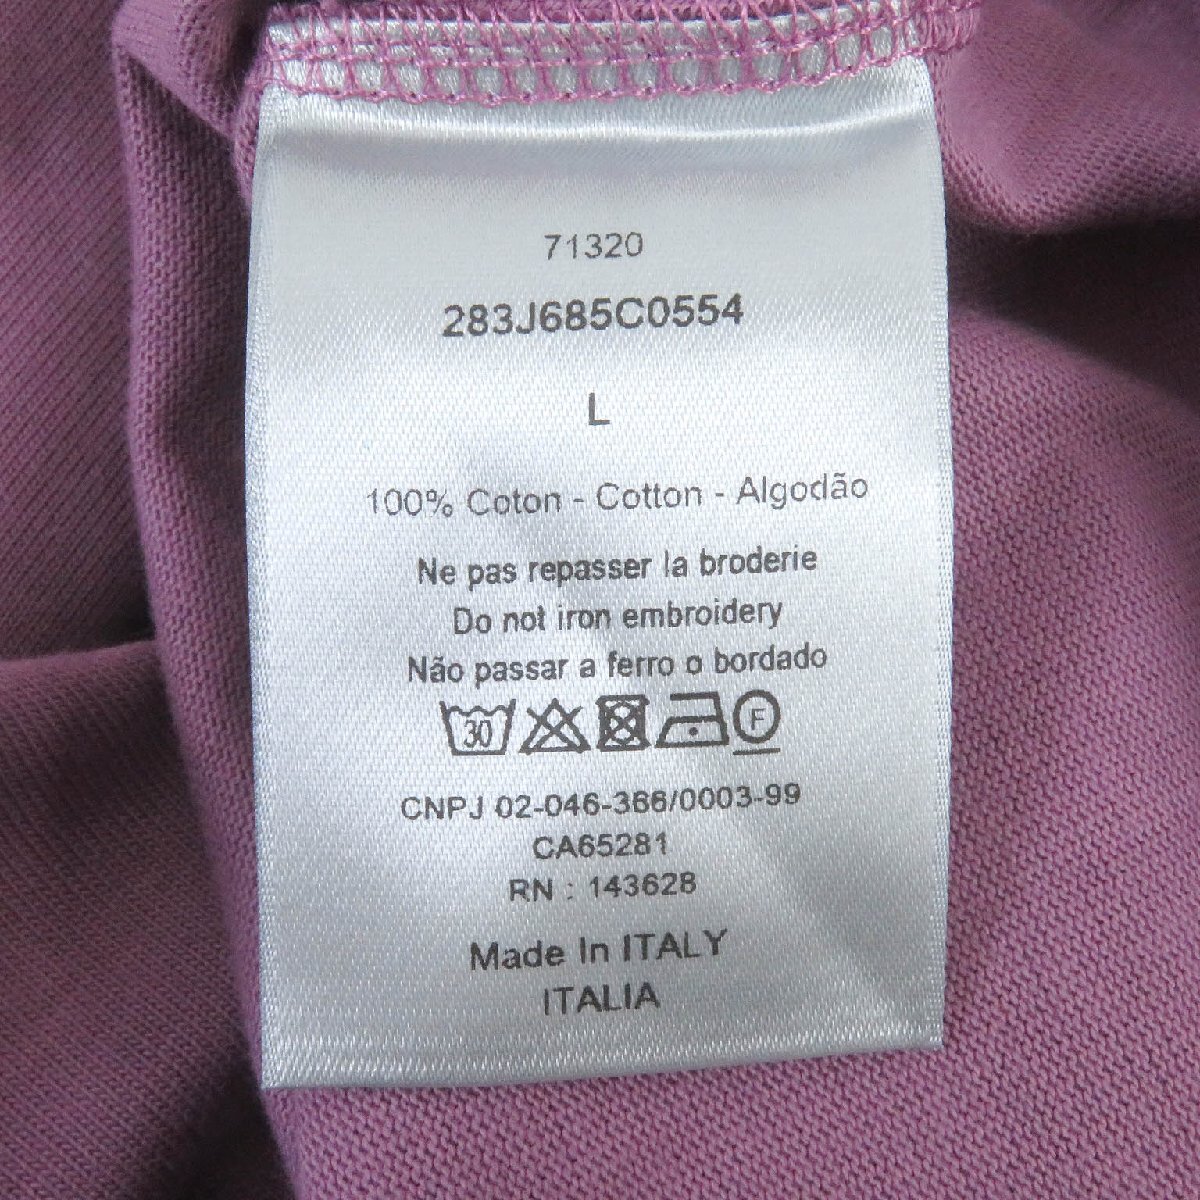 71320
283J685C0554
L
100% Coton - Cotton - Algodão
Ne pas repasser la broderie
Do not iron embroidery
Não passar a ferro o bordado
30 F
CNPJ 02-046-366/0003-99
CA65281
RN : 143628
Made In ITALY
ITALIA